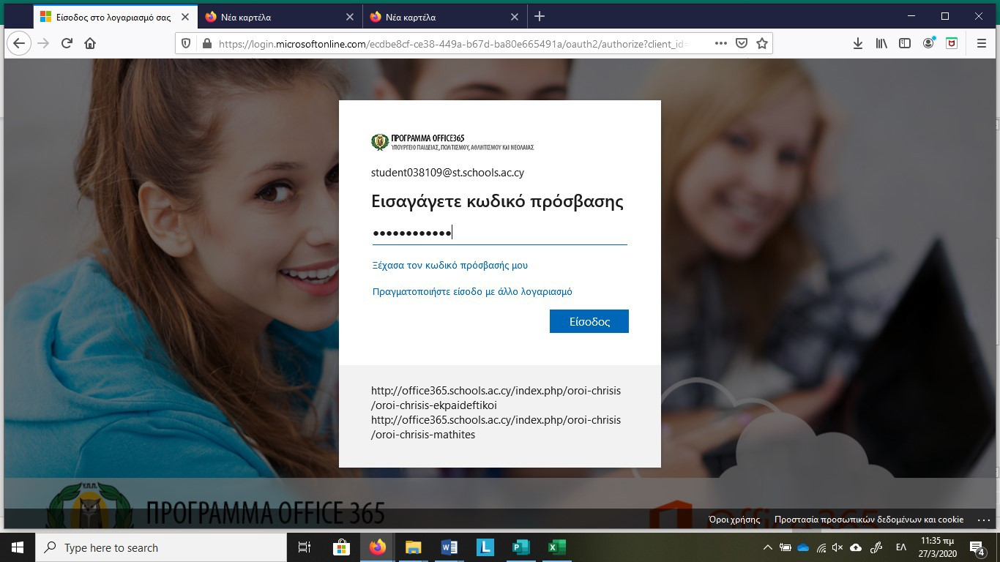 Είσοδος στο λογαριασμό σας
Νέα καρτέλα
Νέα καρτέλα
https://login.microsoftonline.com/ecdbe8cf-ce38-449a-b67d-ba80e665491a/oauth2/authorize?client_id=
ΠΡΟΓΡΑΜΜΑ OFFICE365
ΥΠΟΥΡΓΕΙΟ ΠΑΙΔΕΙΑΣ, ΠΟΛΙΤΙΣΜΟΥ, ΑΘΛΗΤΙΣΜΟΥ ΚΑΙ ΝΕΟΛΑΙΑΣ
student038109@st.schools.ac.cy
Εισαγάγετε κωδικό πρόσβασης
••••••••••••
Ξέχασα τον κωδικό πρόσβασής μου
Πραγματοποιήστε είσοδο με άλλο λογαριασμό
Είσοδος
http://office365.schools.ac.cy/index.php/oroi-chrisis
/oroi-chrisis-ekpaideftikoi
http://office365.schools.ac.cy/index.php/oroi-chrisis
/oroi-chrisis-mathites
Υ.Π.Π.
ΠΡΟΓΡΑΜΜΑ OFFICE 365
Office 365
Όροι χρήσης
Προστασία προσωπικών δεδομένων και cookie
Type here to search
ΕΛ
11:35 πμ
27/3/2020
4